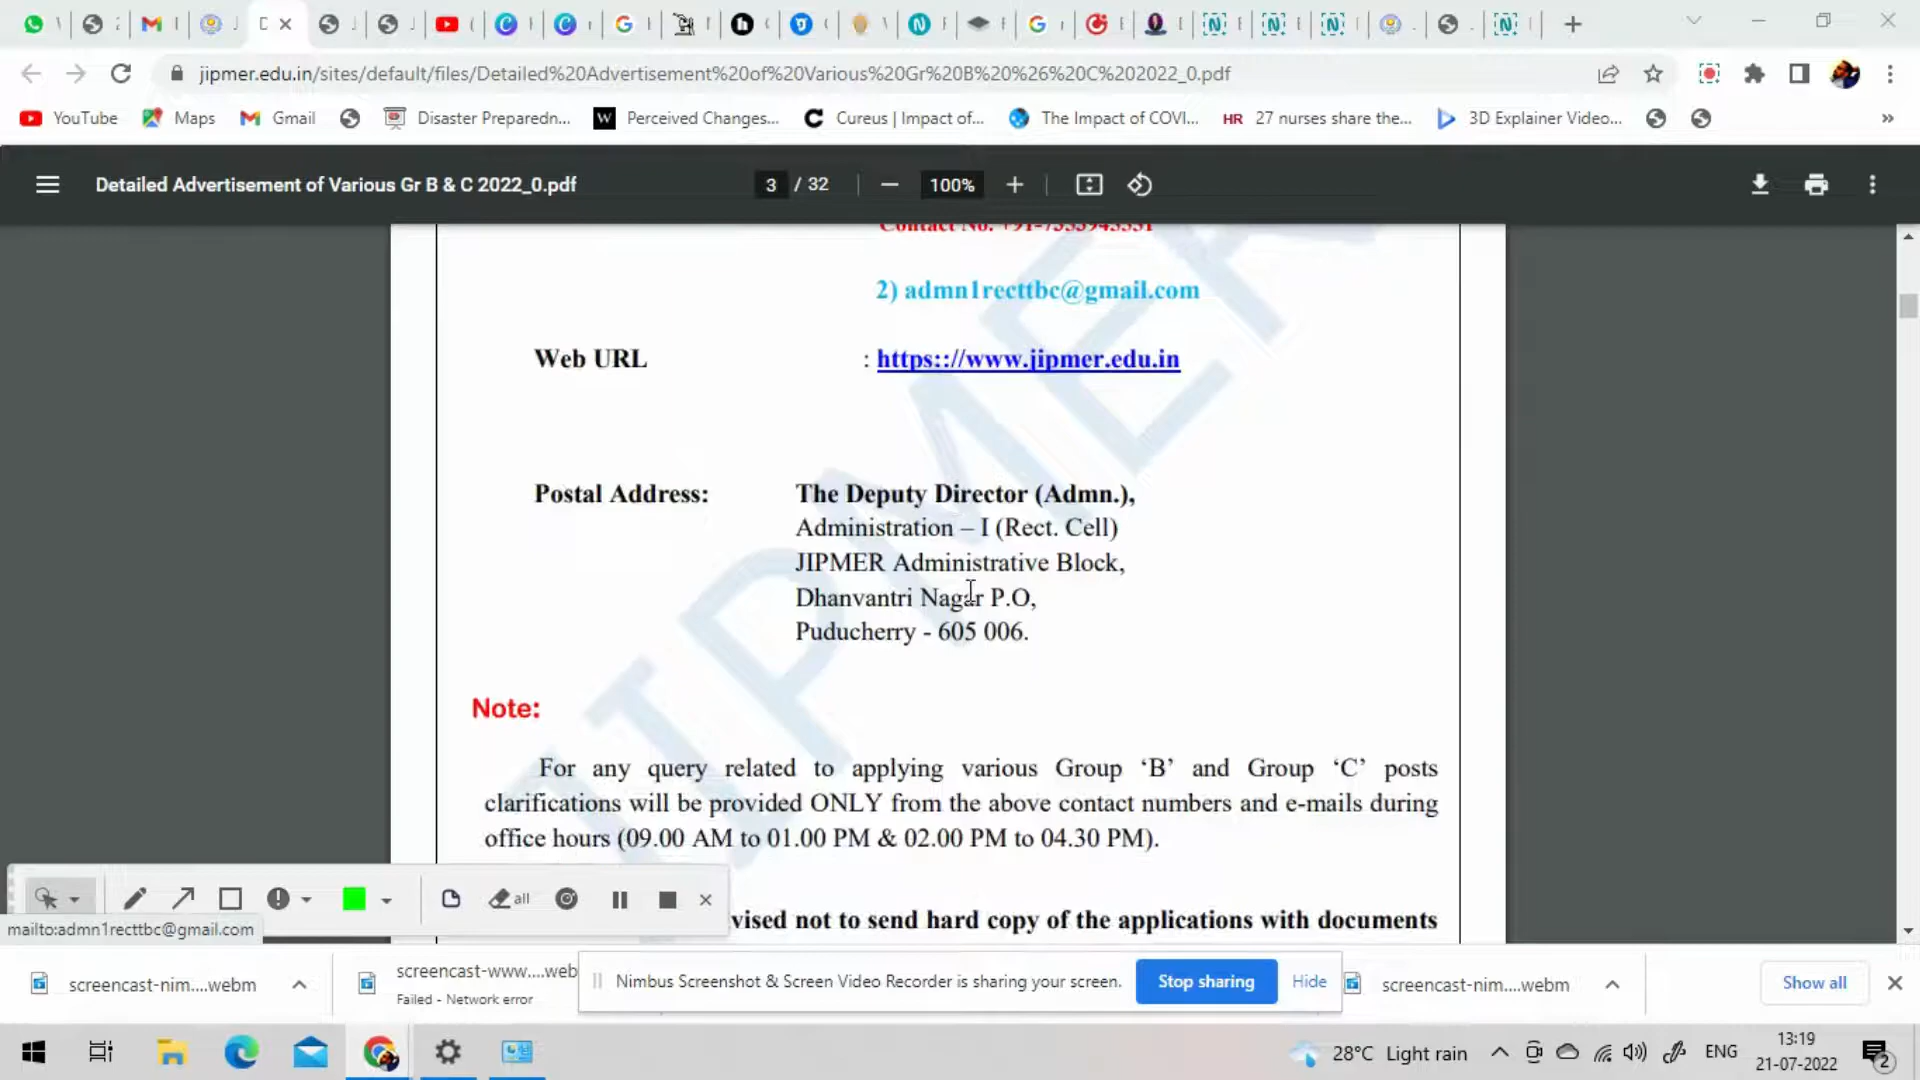 jipmer.edu.in/sites/default/files/Detailed%20Advertisement%20of%20Various%20Gr%20B%20%26%20C%202022_0.pdf
YouTube Maps Gmail Disaster Preparedn... Perceived Changes... Cureus | Impact of... The Impact of COVI... HR 27 nurses share the... 3D Explainer Video... »
Detailed Advertisement of Various Gr B & C 2022_0.pdf 3 / 32 100%
2) admn1recttbc@gmail.com
Web URL : https:://www.jipmer.edu.in
Postal Address: The Deputy Director (Admn.),
Administration – I (Rect. Cell)
JIPMER Administrative Block,
Dhanvantri Nagar P.O,
Puducherry - 605 006.
Note:
For any query related to applying various Group ‘B’ and Group ‘C’ posts
clarifications will be provided ONLY from the above contact numbers and e-mails during
office hours (09.00 AM to 01.00 PM & 02.00 PM to 04.30 PM).
all
vised not to send hard copy of the applications with documents
mailto:admn1recttbc@gmail.com
JIPMER
screencast-nim....webm
screencast-www....web
Failed - Network error
Nimbus Screenshot & Screen Video Recorder is sharing your screen. Stop sharing Hide
screencast-nim....webm
Show all
28°C Light rain ENG
13:19
21-07-2022
2